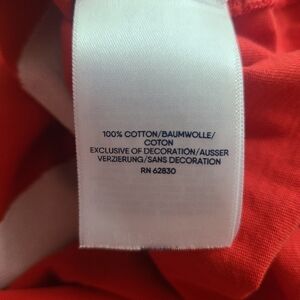 100% COTTON/BAUMWOLLE/
COTON
EXCLUSIVE OF DECORATION/AUSSER
VERZIERUNG/SANS DECORATION
RN 62830